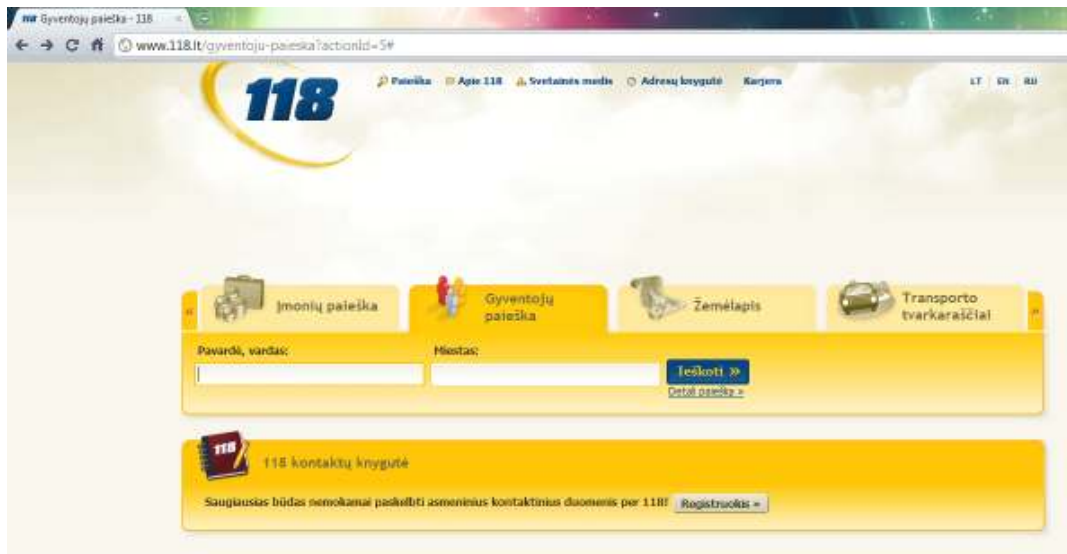 118 Gyventojų paieška - 118
www.118.lt/gyventoju-paieska?actionId=5#
118
Paieška Apie 118 Svetainės medis Adresų knygutė Karjera LT EN RU
« Įmonių paieška Gyventojų paieška Žemėlapis Transporto tvarkaraščiai »
Pavardė, vardas: Miestas:
Ieškoti »
Detali paieška »
118
118 kontaktų knygutė
Saugiausias būdas nemokamai paskelbti asmeninius kontaktinius duomenis per 118! Registruokis »